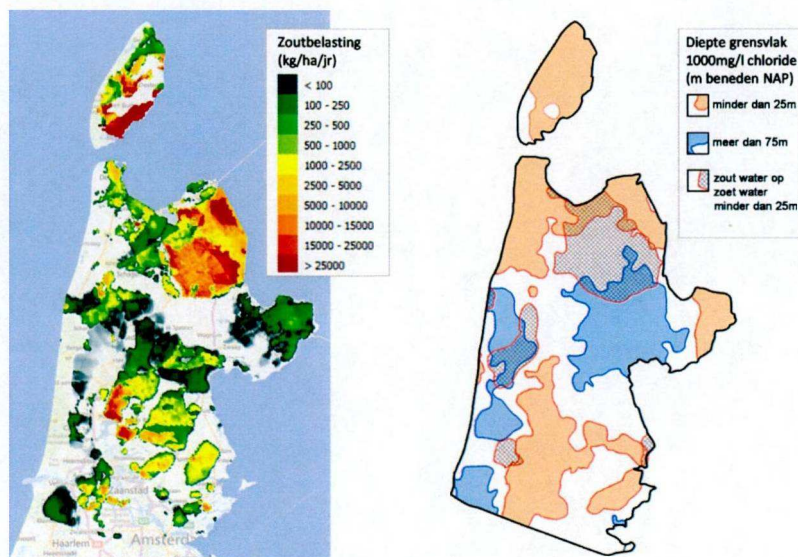 Zoutbelasting
(kg/ha/jr)
< 100
100 - 250
250 - 500
500 - 1000
1000 - 2500
2500 - 5000
5000 - 10000
10000 - 15000
15000 - 25000
> 25000
Zaanstad
Haarlem
Amsterd
Diepte grensvlak
1000mg/l chloride
(m beneden NAP)
minder dan 25m
meer dan 75m
zout water op
zoet water
minder dan 25m